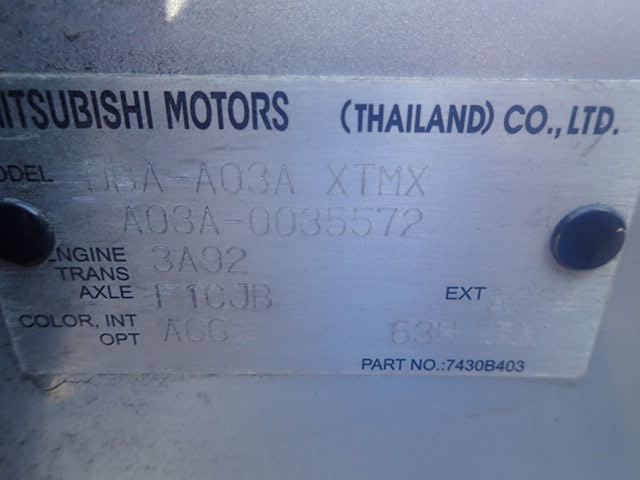 MITSUBISHI MOTORS (THAILAND) CO., LTD.
MODEL DBA-A03A XTMX
A03A-0035572
ENGINE 3A92
TRANS
AXLE F1CJB EXT
COLOR, INT
OPT
PART NO.:7430B403